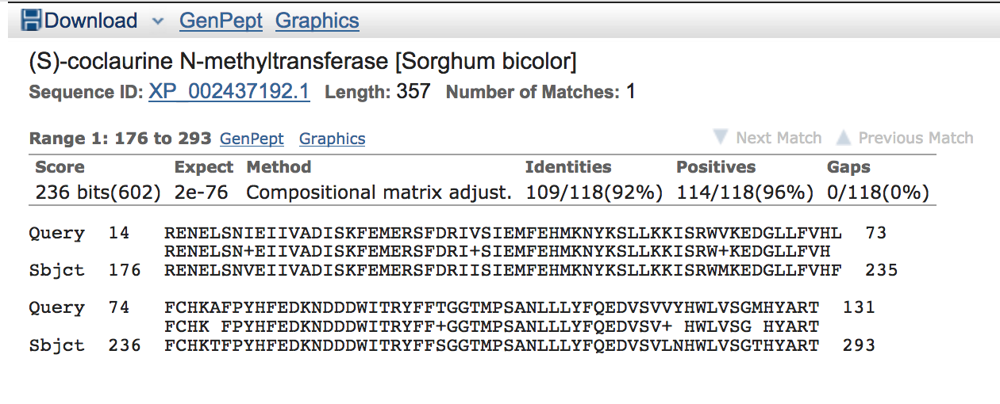 Download GenPept Graphics
(S)-coclaurine N-methyltransferase [Sorghum bicolor]
Sequence ID: XP_002437192.1 Length: 357 Number of Matches: 1
Range 1: 176 to 293 GenPept Graphics Next Match Previous Match
Score Expect Method Identities Positives Gaps
236 bits(602) 2e-76 Compositional matrix adjust. 109/118(92%) 114/118(96%) 0/118(0%)
Query 14 RENELSNIEIIVADISKFEMERSFDRIVSIEMFEHMKNYKSLLKKISRWVKEDGLLFVHL 73
RENELSN+EIIVADISKFEMERSFDRI+SIEMFEHMKNYKSLLKKISRW+KEDGLLFVH
Sbjct 176 RENELSNVEIIVADISKFEMERSFDRIISIEMFEHMKNYKSLLKKISRWMKEDGLLFVHF 235
Query 74 FCHKAFPYHFEDKNDDDWITRYFFTGGTMPSANLLLYFQEDVSVVYHWLVSGMHYART 131
FCHK FPYHFEDKNDDDWITRYFF+GGTMPSANLLLYFQEDVSV+ HWLVSG HYART
Sbjct 236 FCHKTFPYHFEDKNDDDWITRYFFSGGTMPSANLLLYFQEDVSVLNHWLVSGTHYART 293